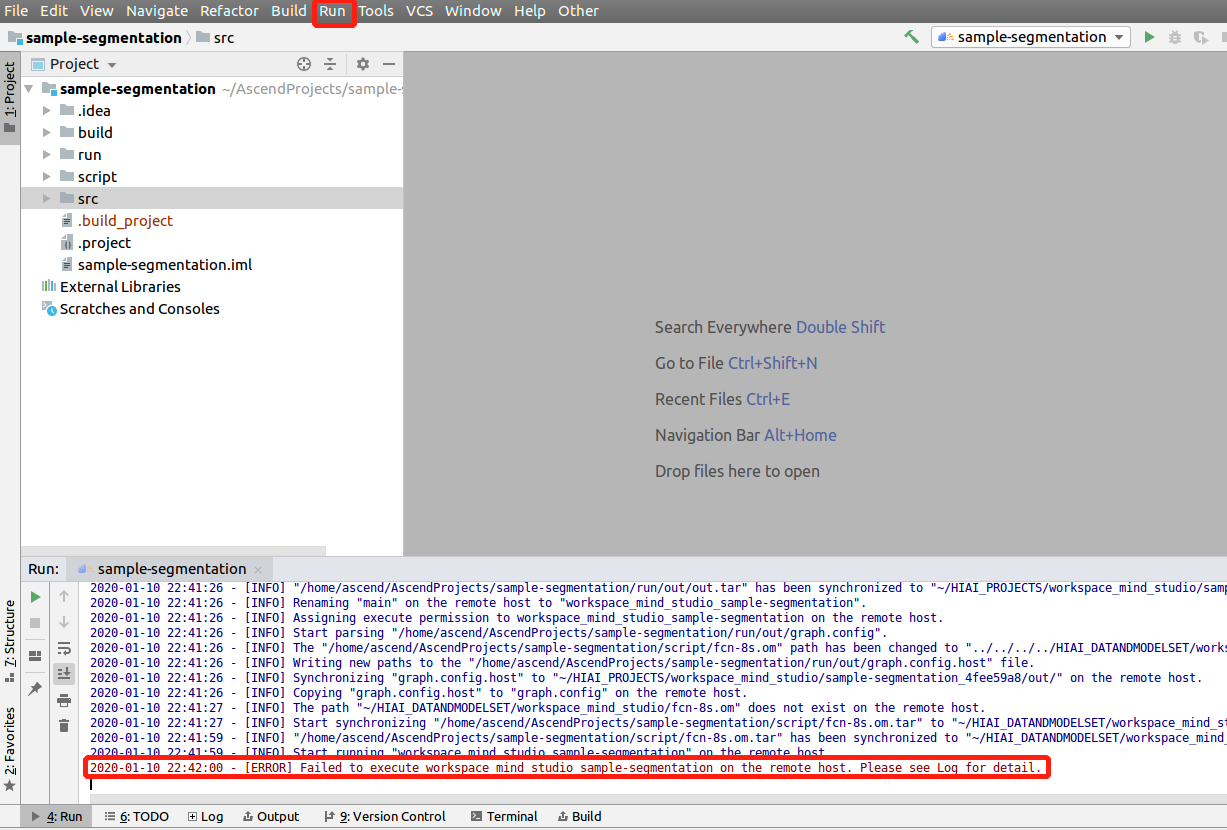 File Edit View Navigate Refactor Build Run Tools VCS Window Help Other
sample-segmentation src
sample-segmentation
1: Project
Project
sample-segmentation ~/AscendProjects/sample-s
.idea
build
run
script
src
.build_project
.project
sample-segmentation.iml
External Libraries
Scratches and Consoles
Search Everywhere Double Shift
Go to File Ctrl+Shift+N
Recent Files Ctrl+E
Navigation Bar Alt+Home
Drop files here to open
7: Structure
2: Favorites
Run: sample-segmentation
2020-01-10 22:41:26 - [INFO] "/home/ascend/AscendProjects/sample-segmentation/run/out/out.tar" has been synchronized to "~/HIAI_PROJECTS/workspace_mind_studio/sam
2020-01-10 22:41:26 - [INFO] Renaming "main" on the remote host to "workspace_mind_studio_sample-segmentation".
2020-01-10 22:41:26 - [INFO] Assigning execute permission to workspace_mind_studio_sample-segmentation on the remote host.
2020-01-10 22:41:26 - [INFO] Start parsing "/home/ascend/AscendProjects/sample-segmentation/run/out/graph.config".
2020-01-10 22:41:26 - [INFO] The "/home/ascend/AscendProjects/sample-segmentation/script/fcn-8s.om" path has been changed to "../../../../HIAI_DATANDMODELSET/works
2020-01-10 22:41:26 - [INFO] Writing new paths to the "/home/ascend/AscendProjects/sample-segmentation/run/out/graph.config.host" file.
2020-01-10 22:41:26 - [INFO] Synchronizing "graph.config.host" to "~/HIAI_PROJECTS/workspace_mind_studio/sample-segmentation_4fee59a8/out/" on the remote host.
2020-01-10 22:41:26 - [INFO] Copying "graph.config.host" to "graph.config" on the remote host.
2020-01-10 22:41:27 - [INFO] The path "~/HIAI_DATANDMODELSET/workspace_mind_studio/fcn-8s.om" does not exist on the remote host.
2020-01-10 22:41:27 - [INFO] Start synchronizing "/home/ascend/AscendProjects/sample-segmentation/script/fcn-8s.om.tar" to "~/HIAI_DATANDMODELSET/workspace_mind_st
2020-01-10 22:41:59 - [INFO] "/home/ascend/AscendProjects/sample-segmentation/script/fcn-8s.om.tar" has been synchronized to "~/HIAI_DATANDMODELSET/workspace_mind_
2020-01-10 22:41:59 - [INFO] Start running "workspace_mind_studio_sample-segmentation" on the remote host
2020-01-10 22:42:00 - [ERROR] Failed to execute workspace mind studio sample-segmentation on the remote host. Please see Log for detail.
4: Run 6: TODO Log Output 9: Version Control Terminal Build